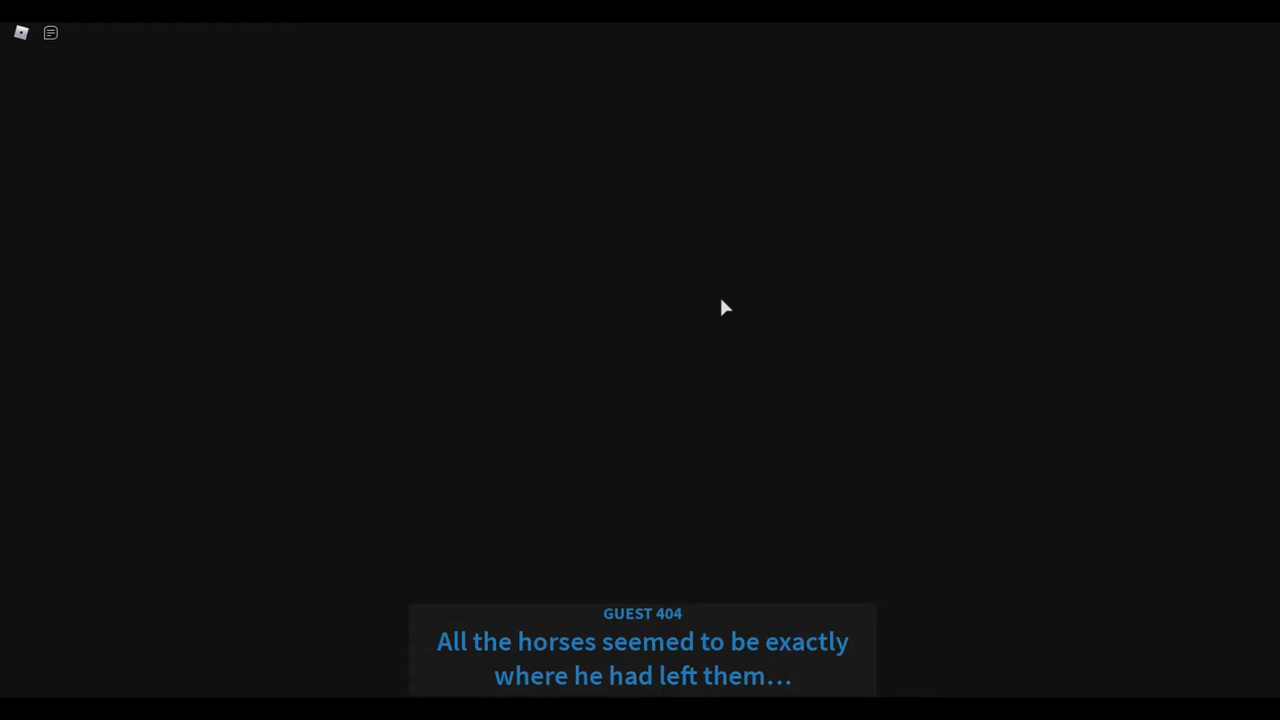 GUEST 404
All the horses seemed to be exactly
where he had left them...